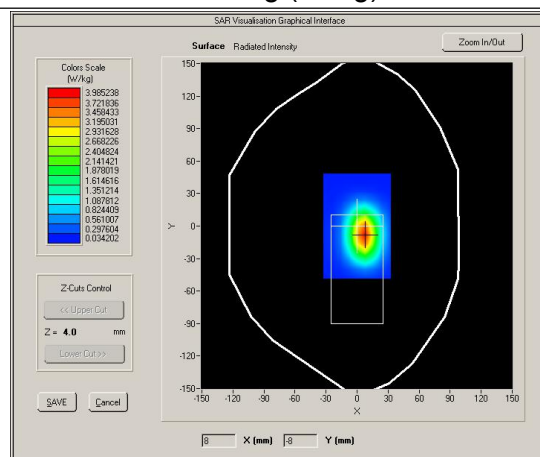 SAR Visualisation Graphical Interface
Surface Radiated Intensity
Zoom In/Out
Colors Scale
(W/kg)
3.985238
3.721836
3.458433
3.195031
2.931628
2.668226
2.404824
2.141421
1.878019
1.614616
1.351214
1.087812
0.824409
0.561007
0.297604
0.034202
Z-Cuts Control
<< Upper Cut
Z = 4.0 mm
Lower Cut >>
SAVE Cancel
150
120
90
60
30
0
-30
-60
-90
-120
-150
Y
-150 -120 -90 -60 -30 0 30 60 90 120 150
X
8 X (mm) -8 Y (mm)